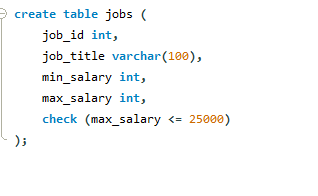 create table jobs (
    job_id int,
    job_title varchar(100),
    min_salary int,
    max_salary int,
    check (max_salary <= 25000)
);